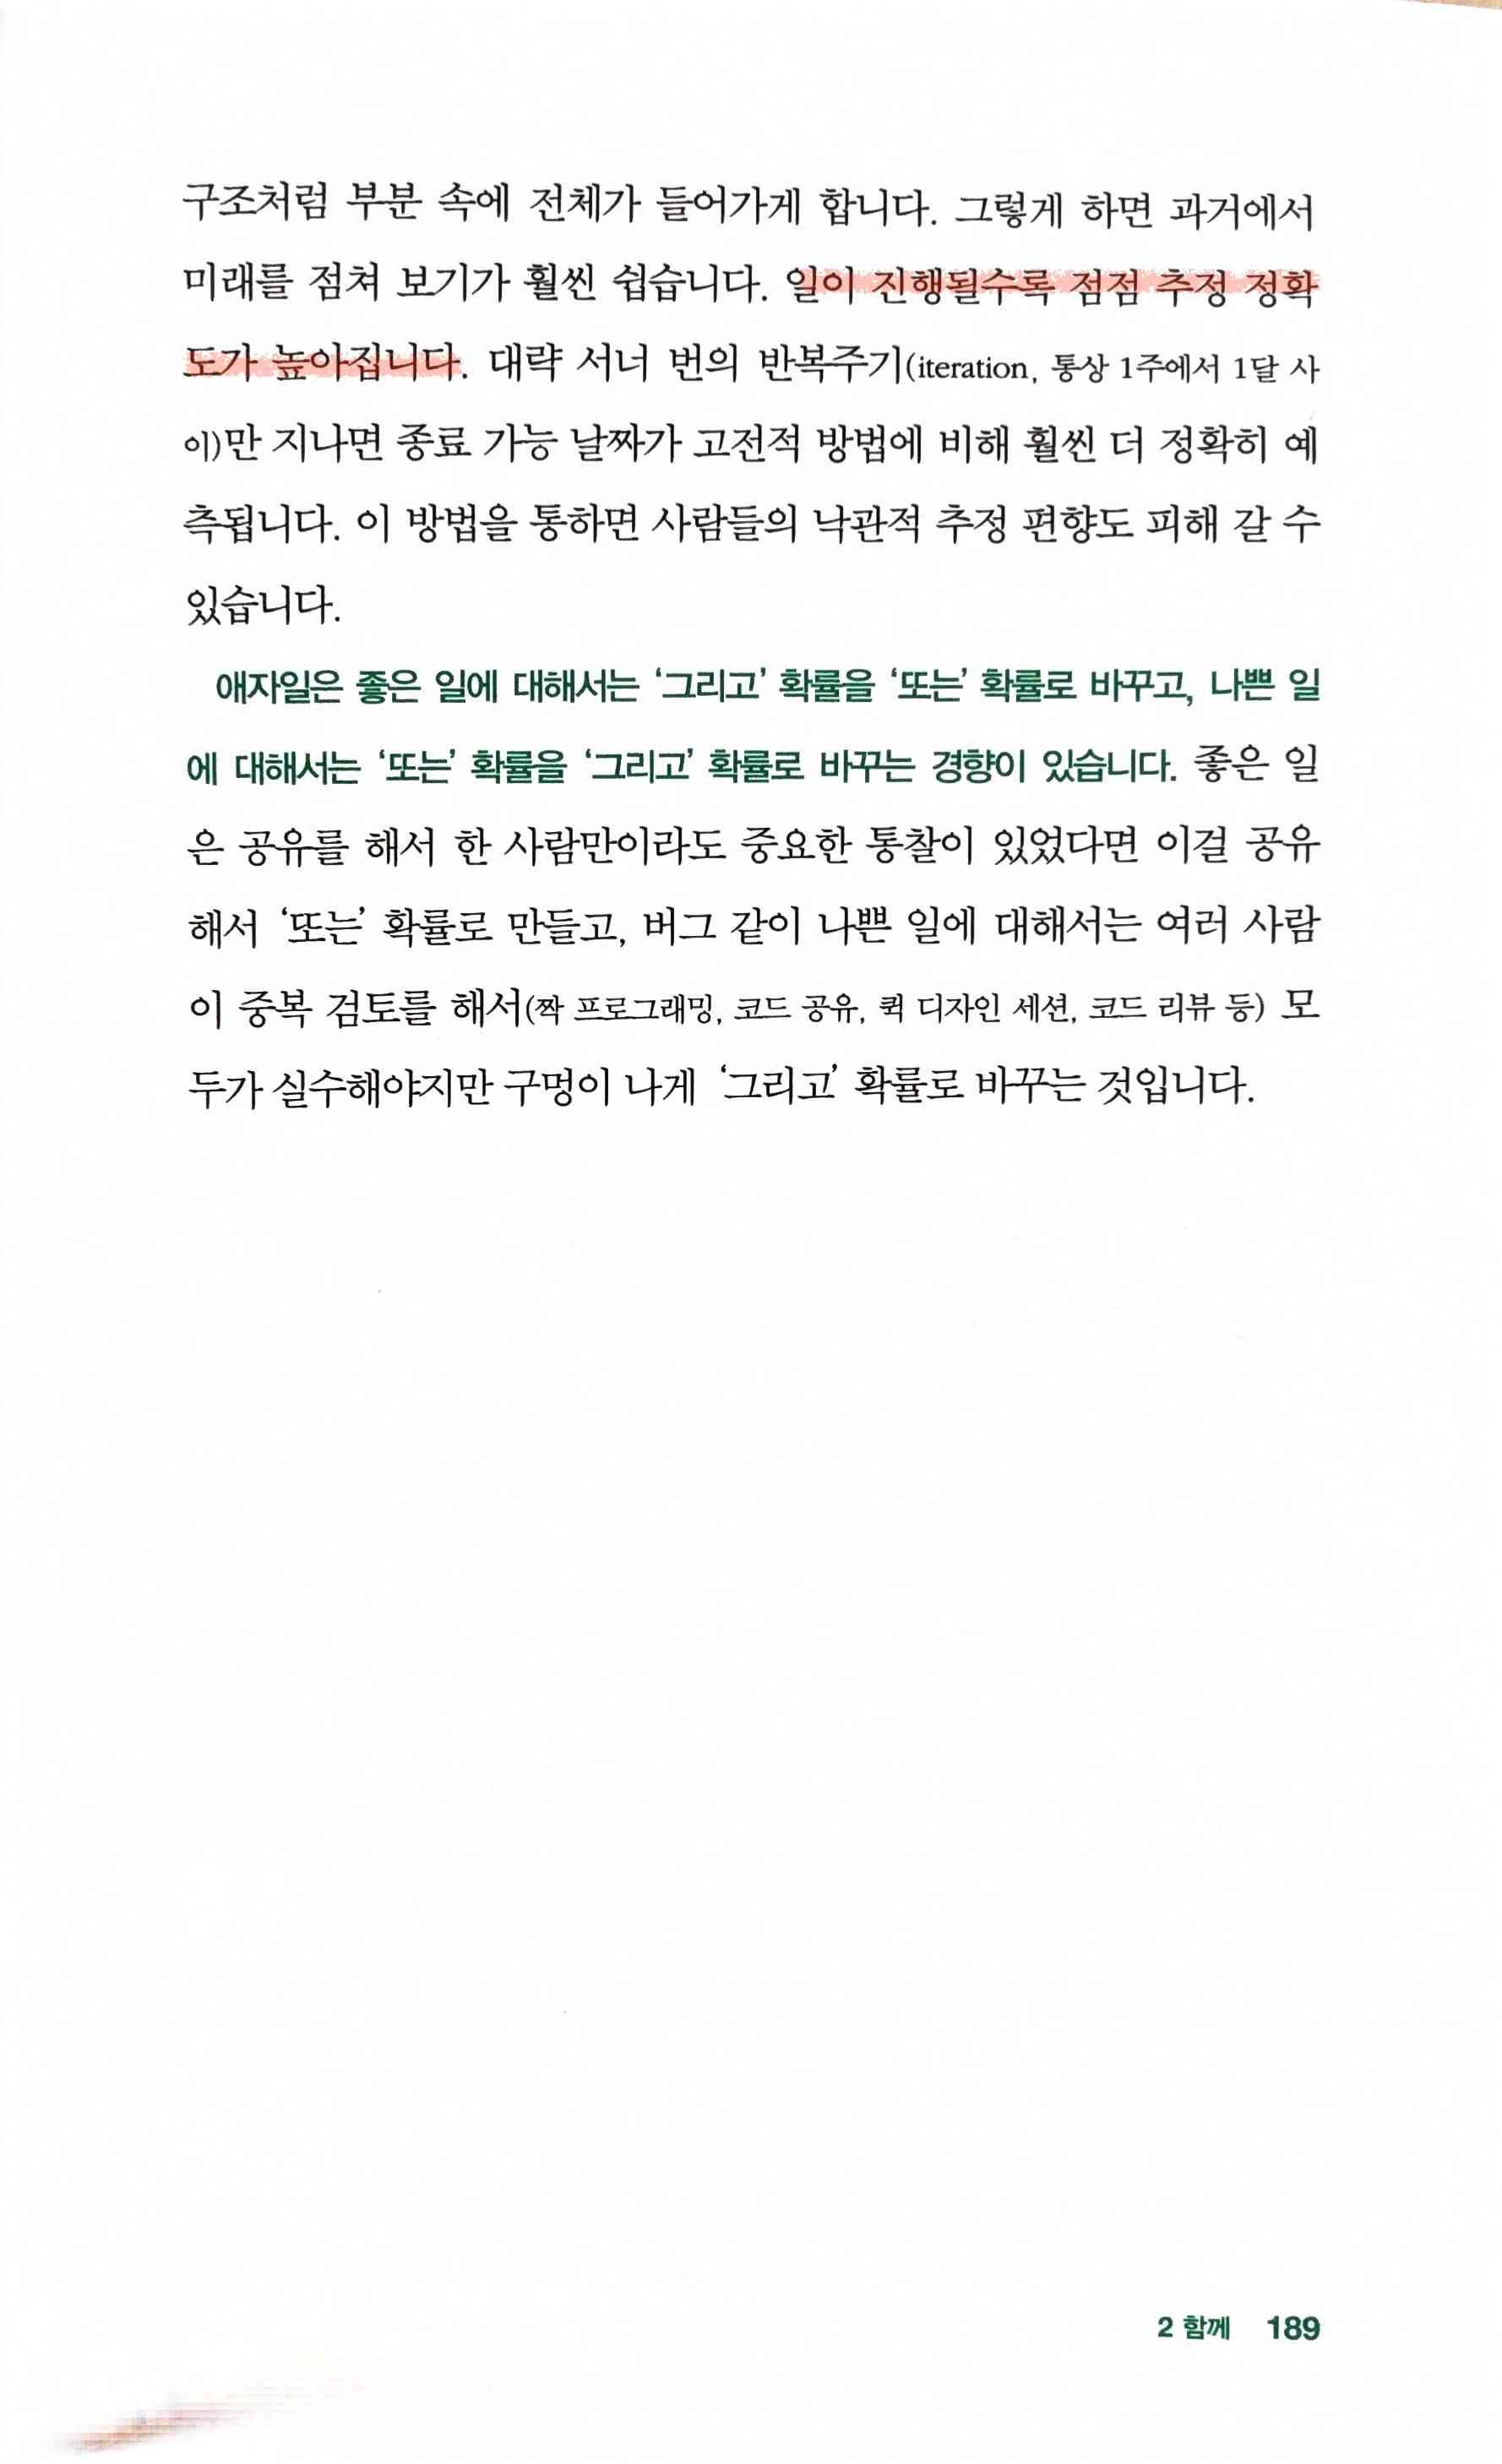 구조처럼 부분 속에 전체가 들어가게 합니다. 그렇게 하면 과거에서
미래를 점쳐 보기가 훨씬 쉽습니다. 일이 진행될수록 점점 추정 정확
도가 높아집니다. 대략 서너 번의 반복주기(iteration, 통상 1주에서 1달 사
이)만 지나면 종료 가능 날짜가 고전적 방법에 비해 훨씬 더 정확히 예
측됩니다. 이 방법을 통하면 사람들의 낙관적 추정 편향도 피해 갈 수
있습니다.
애자일은 좋은 일에 대해서는 ‘그리고’ 확률을 ‘또는’ 확률로 바꾸고, 나쁜 일
에 대해서는 ‘또는’ 확률을 ‘그리고’ 확률로 바꾸는 경향이 있습니다. 좋은 일
은 공유를 해서 한 사람만이라도 중요한 통찰이 있었다면 이걸 공유
해서 ‘또는’ 확률로 만들고, 버그 같이 나쁜 일에 대해서는 여러 사람
이 중복 검토를 해서(짝 프로그래밍, 코드 공유, 퀵 디자인 세션, 코드 리뷰 등) 모
두가 실수해야지만 구멍이 나게 ‘그리고’ 확률로 바꾸는 것입니다.
2 함께 189